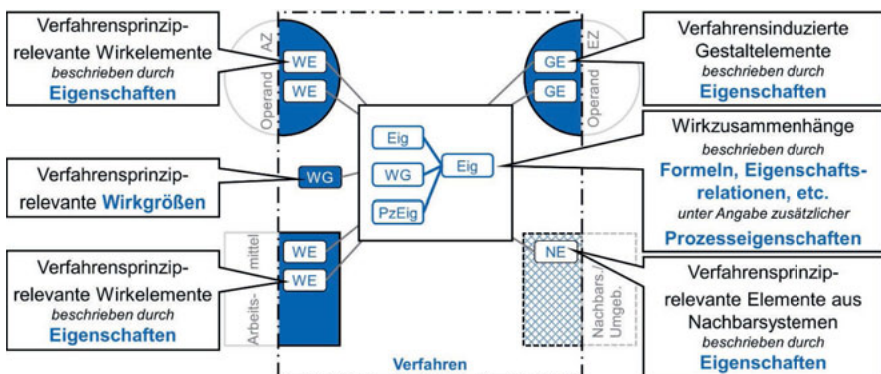 Verfahrensprinzip-
relevante Wirkelemente
beschrieben durch
Eigenschaften
Verfahrensprinzip-
relevante Wirkgrößen
Verfahrensprinzip-
relevante Wirkelemente
beschrieben durch
Eigenschaften
Operand AZ
WE
WE
WG
Arbeits-
mittel
WE
WE
Eig
WG
PzEig
Eig
Verfahren
GE
GE
Operand EZ
NE
Nachbars./
Umgeb.
Verfahrensinduzierte
Gestaltelemente
beschrieben durch
Eigenschaften
Wirkzusammenhänge
beschrieben durch
Formeln, Eigenschafts-
relationen, etc.
unter Angabe zusätzlicher
Prozesseigenschaften
Verfahrensprinzip-
relevante Elemente aus
Nachbarsystemen
beschrieben durch
Eigenschaften